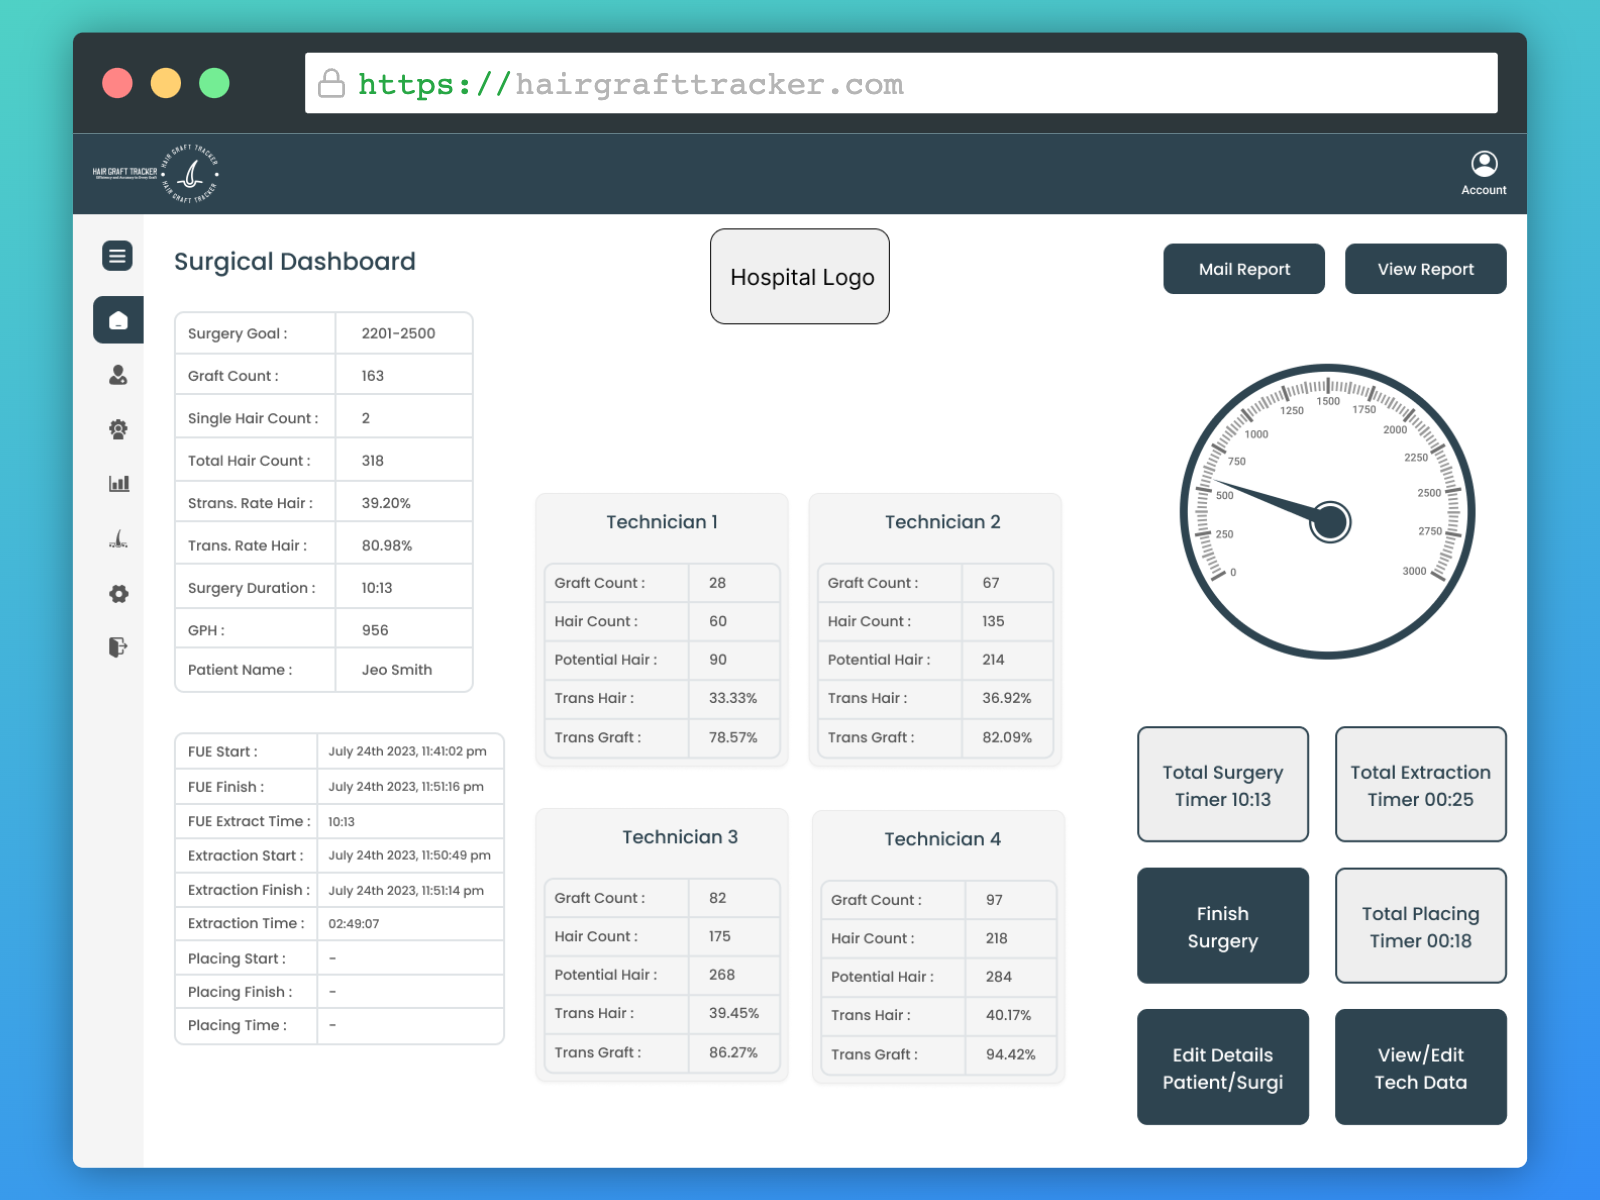 https://hairgrafttracker.com
HAIR GRAFT TRACKER
HAIR GRAFT TRACKER
HAIR GRAFT TRACKER
Account
Surgical Dashboard
Hospital Logo
Mail Report
View Report
Surgery Goal : 2201-2500
Graft Count : 163
Single Hair Count : 2
Total Hair Count : 318
Strans. Rate Hair : 39.20%
Trans. Rate Hair : 80.98%
Surgery Duration : 10:13
GPH : 956
Patient Name : Jeo Smith
FUE Start : July 24th 2023, 11:41:02 pm
FUE Finish : July 24th 2023, 11:51:16 pm
FUE Extract Time : 10:13
Extraction Start : July 24th 2023, 11:50:49 pm
Extraction Finish : July 24th 2023, 11:51:14 pm
Extraction Time : 02:49:07
Placing Start : -
Placing Finish : -
Placing Time : -
Technician 1
Graft Count : 28
Hair Count : 60
Potential Hair : 90
Trans Hair : 33.33%
Trans Graft : 78.57%
Technician 2
Graft Count : 67
Hair Count : 135
Potential Hair : 214
Trans Hair : 36.92%
Trans Graft : 82.09%
Technician 3
Graft Count : 82
Hair Count : 175
Potential Hair : 268
Trans Hair : 39.45%
Trans Graft : 86.27%
Technician 4
Graft Count : 97
Hair Count : 218
Potential Hair : 284
Trans Hair : 40.17%
Trans Graft : 94.42%
0
250
500
750
1000
1250
1500
1750
2000
2250
2500
2750
3000
Total Surgery
Timer 10:13
Total Extraction
Timer 00:25
Finish
Surgery
Total Placing
Timer 00:18
Edit Details
Patient/Surgi
View/Edit
Tech Data